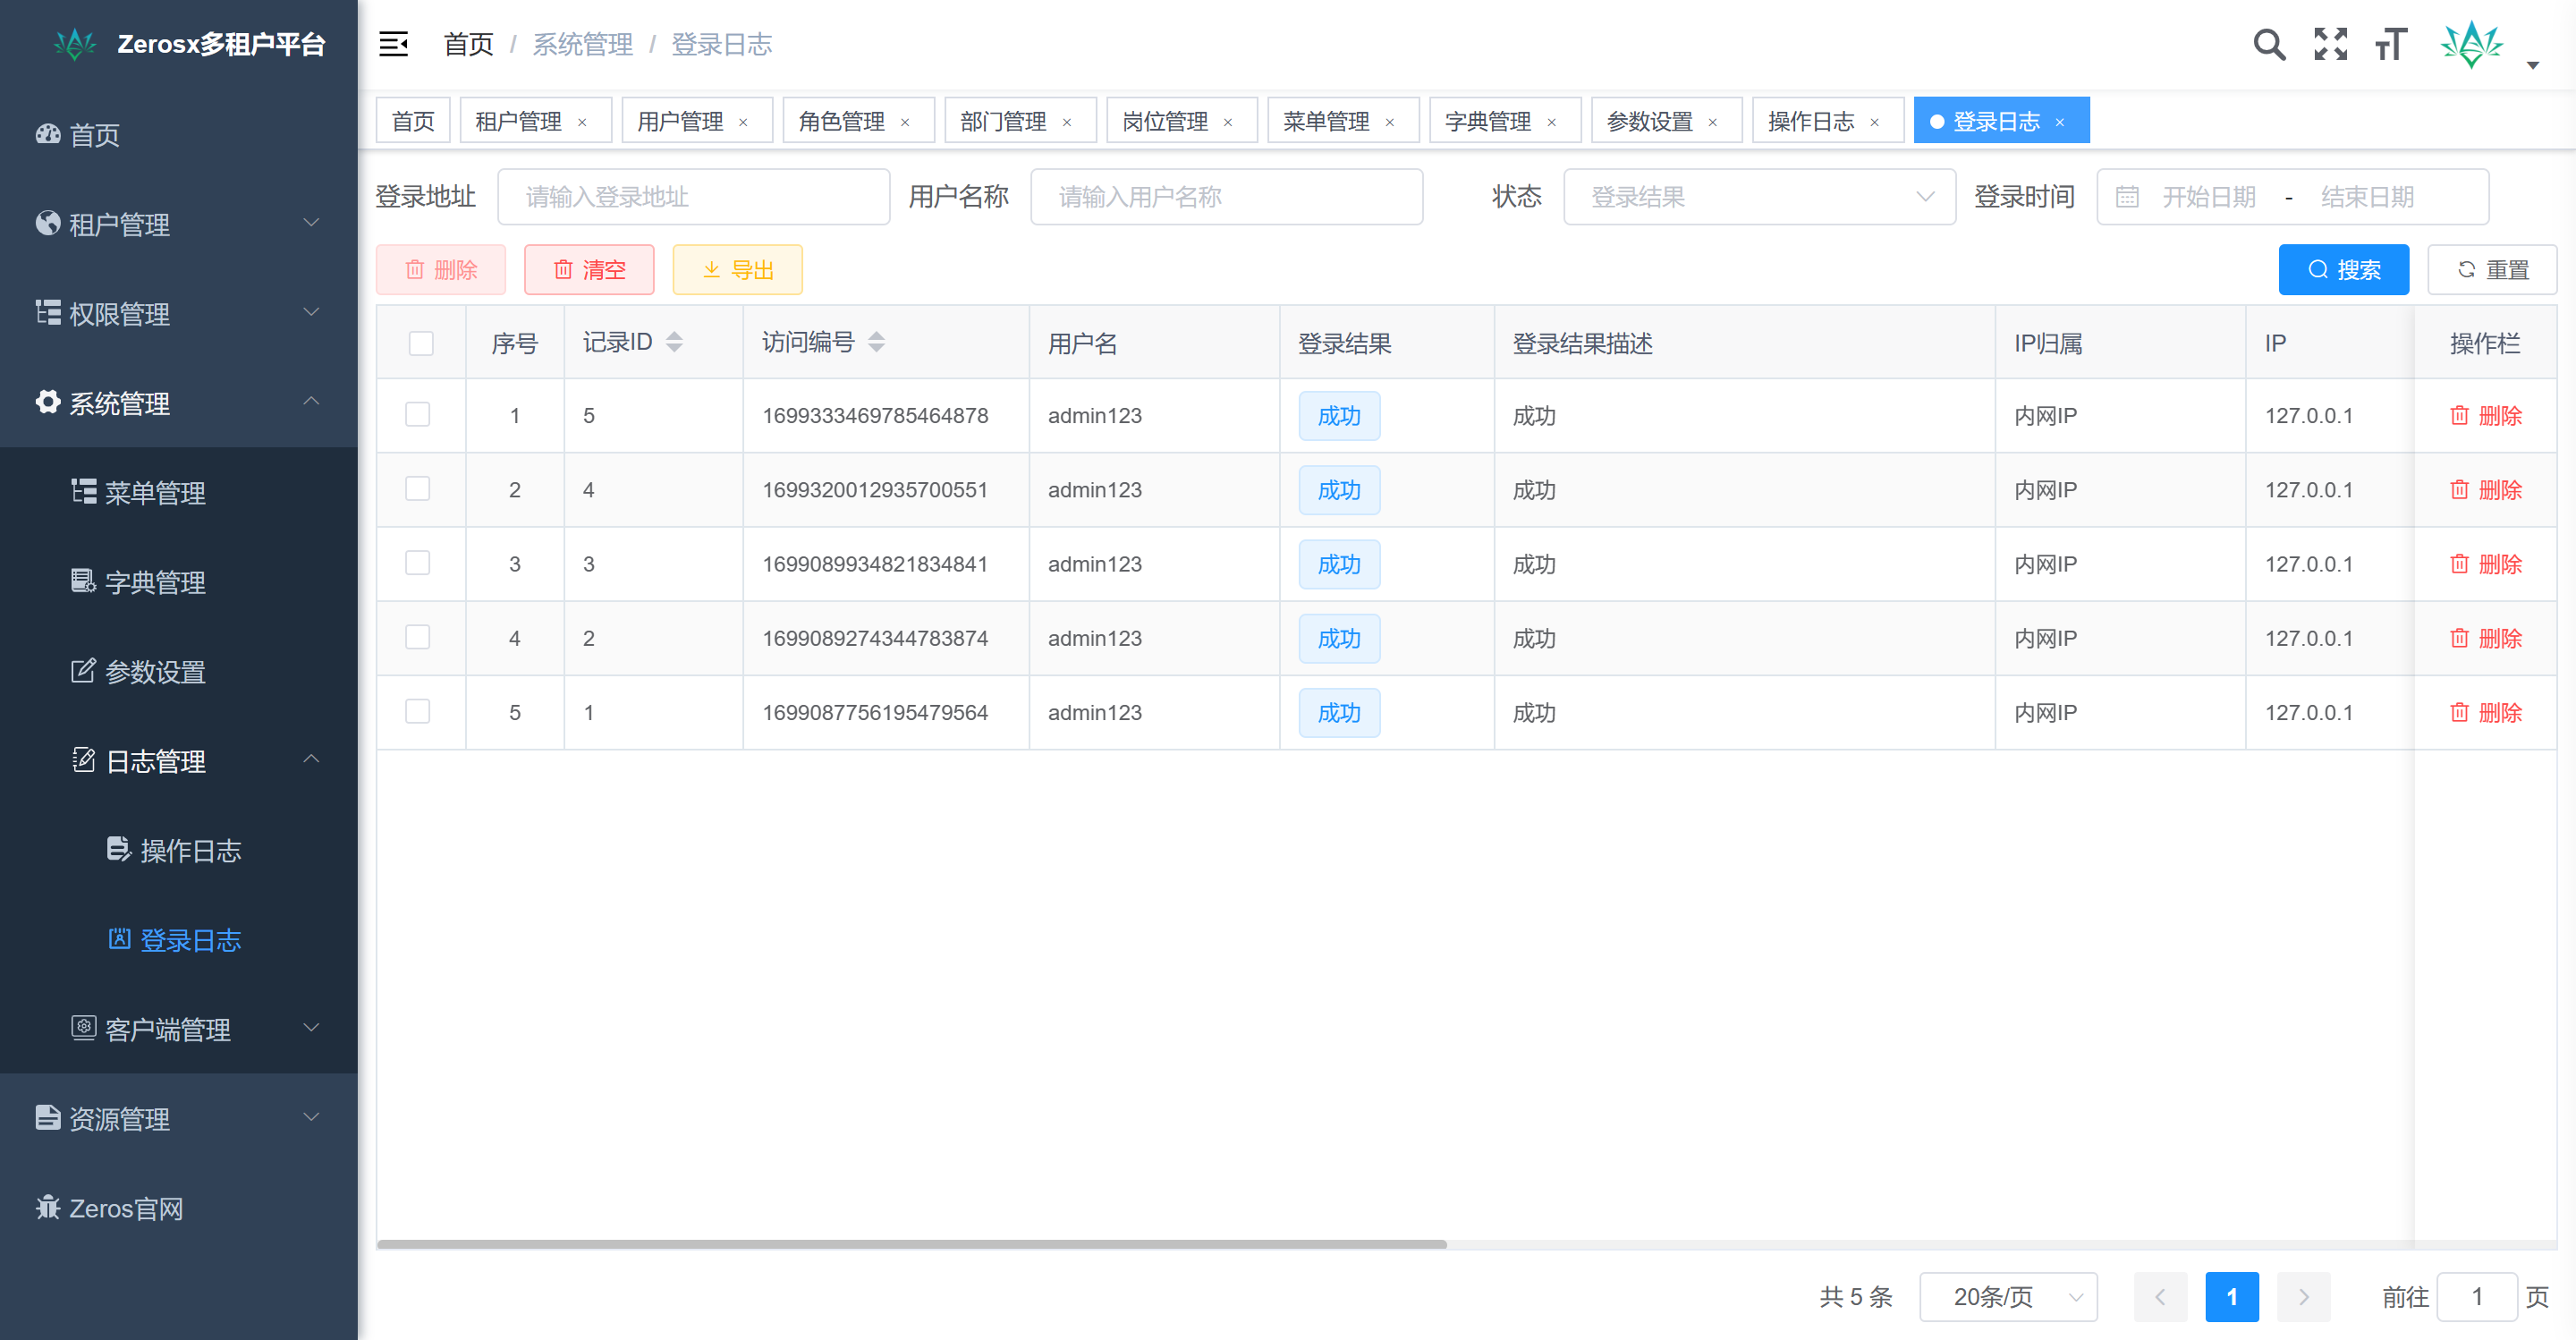 Zerosx多租户平台
首页
租户管理
权限管理
系统管理
菜单管理
字典管理
参数设置
日志管理
操作日志
登录日志
客户端管理
资源管理
Zeros官网
首页 / 系统管理 / 登录日志
首页 租户管理 × 用户管理 × 角色管理 × 部门管理 × 岗位管理 × 菜单管理 × 字典管理 × 参数设置 × 操作日志 × 登录日志 ×
登录地址 请输入登录地址 用户名称 请输入用户名称 状态 登录结果 登录时间 开始日期 - 结束日期
删除 清空 导出 搜索 重置
序号 记录ID 访问编号 用户名 登录结果 登录结果描述 IP归属 IP 操作栏
1 5 1699333469785464878 admin123 成功 成功 内网IP 127.0.0.1 删除
2 4 1699320012935700551 admin123 成功 成功 内网IP 127.0.0.1 删除
3 3 1699089934821834841 admin123 成功 成功 内网IP 127.0.0.1 删除
4 2 1699089274344783874 admin123 成功 成功 内网IP 127.0.0.1 删除
5 1 1699087756195479564 admin123 成功 成功 内网IP 127.0.0.1 删除
共 5 条 20条/页 1 前往 1 页